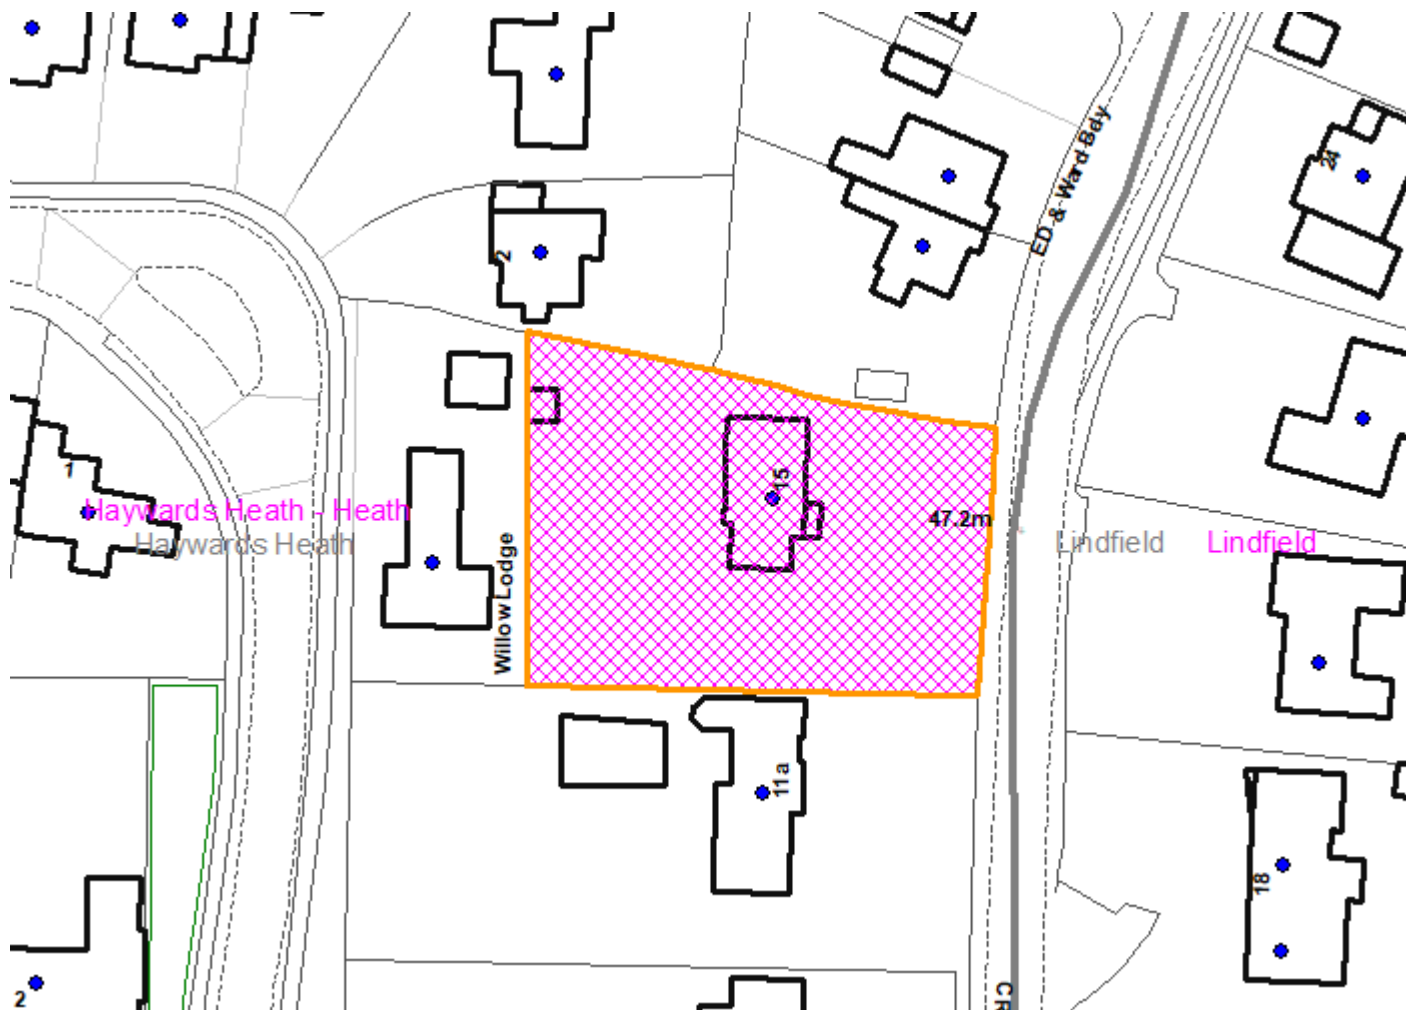 ED & Ward Bdy
24
2
1
15
Haywards Heath - Heath
47.2m
Haywards Heath
Lindfield
Lindfield
Willow Lodge
11a
18
2
CR